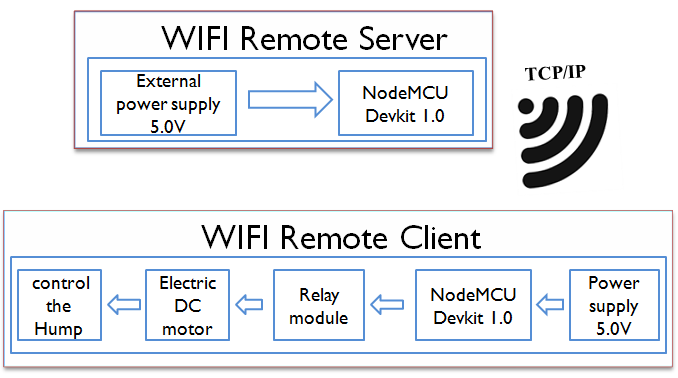 WIFI Remote Server
External
power supply
5.0V
NodeMCU
Devkit 1.0
TCP/IP
WIFI Remote Client
control
the
Hump
Electric
DC
motor
Relay
module
NodeMCU
Devkit 1.0
Power
supply
5.0V